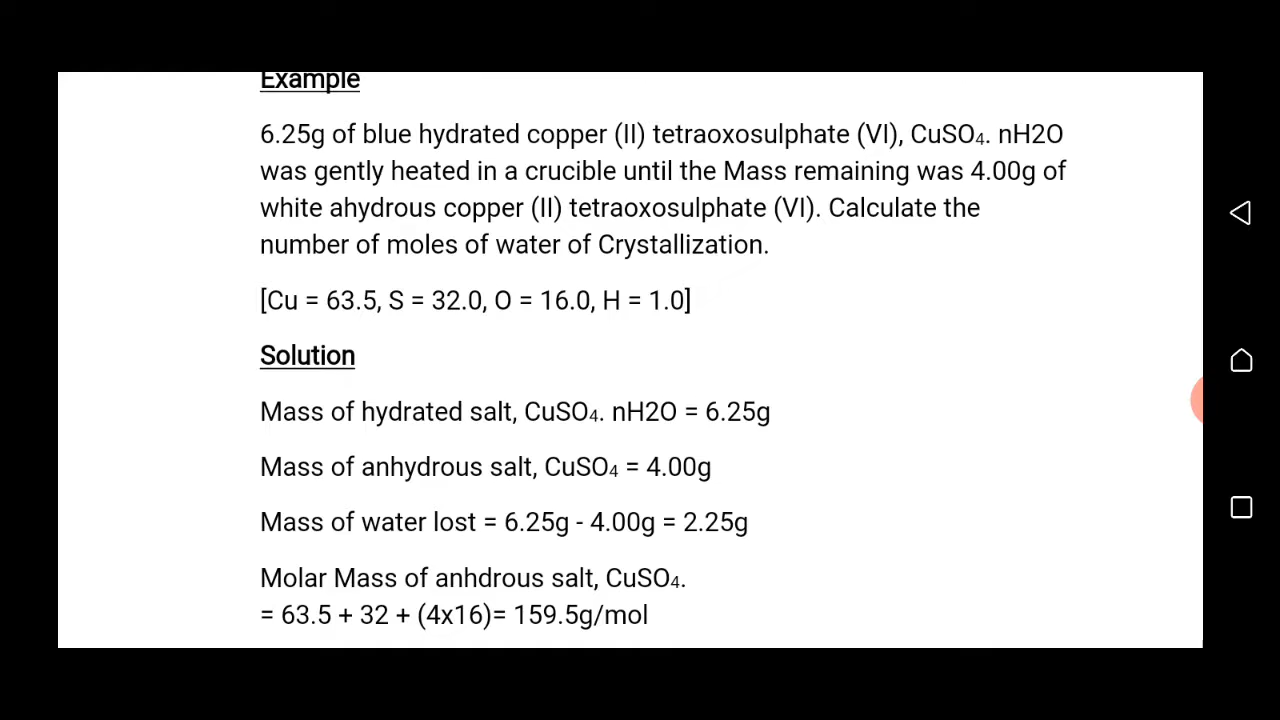 Example
6.25g of blue hydrated copper (II) tetraoxosulphate (VI), CuSO₄. nH2O
was gently heated in a crucible until the Mass remaining was 4.00g of
white ahydrous copper (II) tetraoxosulphate (VI). Calculate the
number of moles of water of Crystallization.
[Cu = 63.5, S = 32.0, O = 16.0, H = 1.0]
Solution
Mass of hydrated salt, CuSO₄. nH2O = 6.25g
Mass of anhydrous salt, CuSO₄ = 4.00g
Mass of water lost = 6.25g - 4.00g = 2.25g
Molar Mass of anhdrous salt, CuSO₄.
= 63.5 + 32 + (4x16)= 159.5g/mol